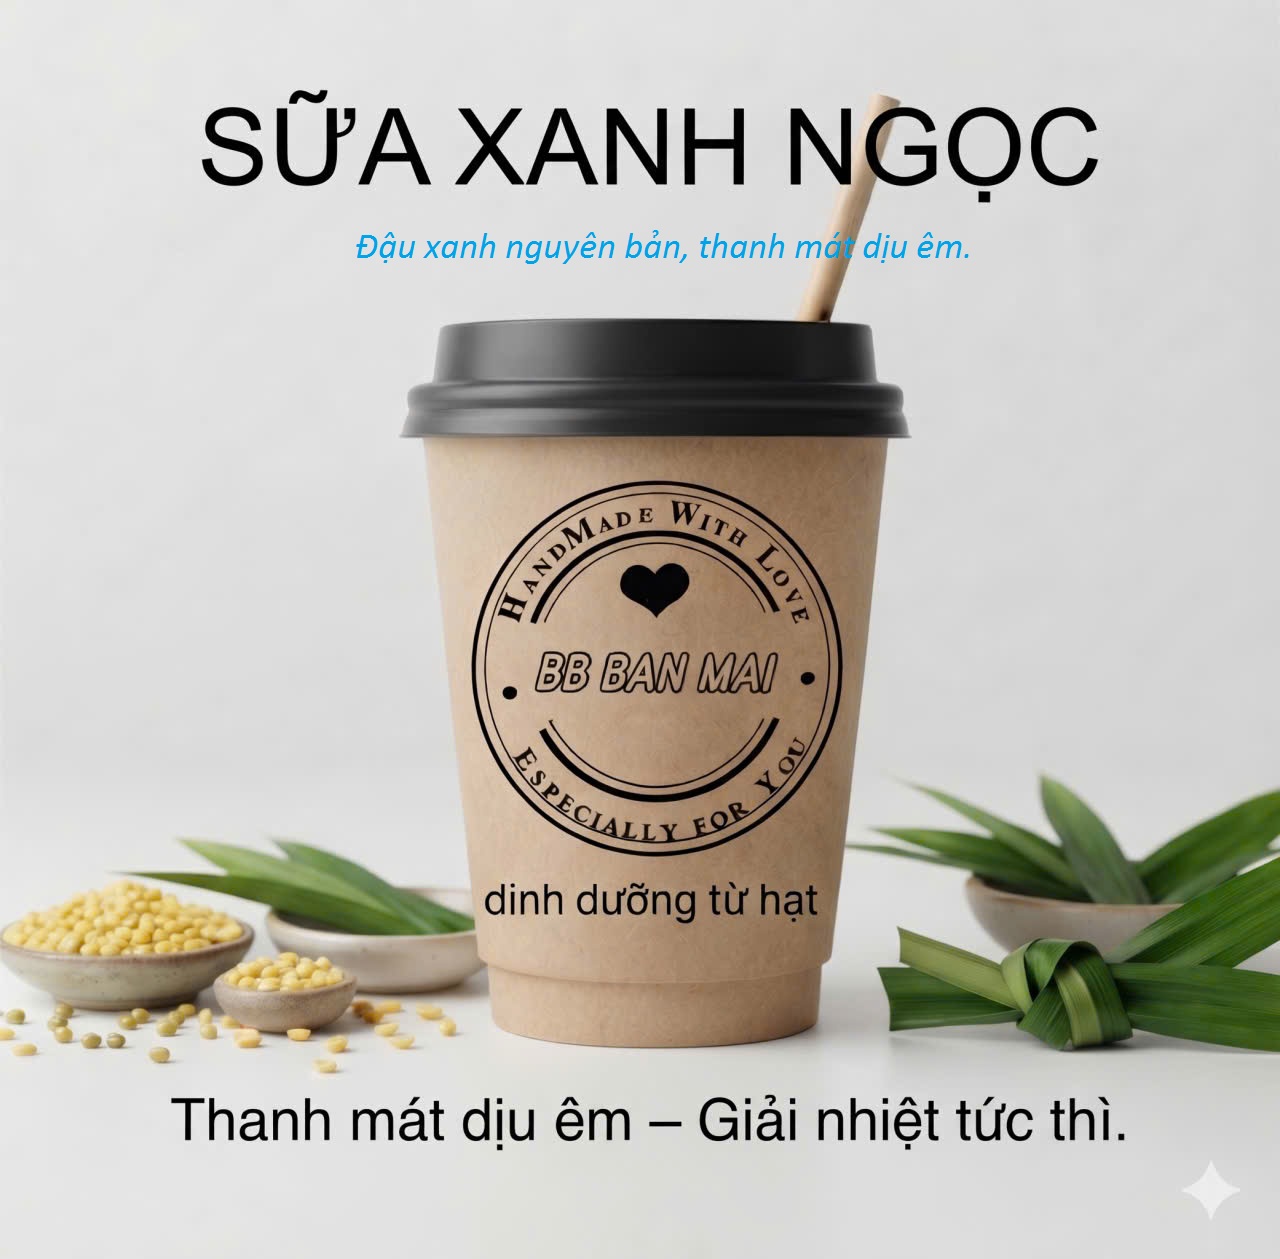 SỮA XANH NGỌC
Đậu xanh nguyên bản, thanh mát dịu êm.
HANDMADE WITH LOVE
BB BAN MAI
ESPECIALLY FOR YOU
dinh dưỡng từ hạt
Thanh mát dịu êm – Giải nhiệt tức thì.